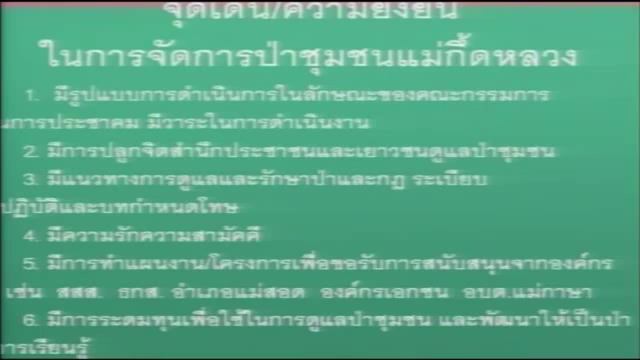 จุดเด่น/ความยั่งยืน
ในการจัดการป่าชุมชนแม่กึ๊ดหลวง
1. มีรูปแบบการดำเนินการในลักษณะของคณะกรรมการ
นการประชาคม มีวาระในการดำเนินงาน
2. มีการปลูกจิตสำนึกประชาชนและเยาวชนดูแลป่าชุมชน
3. มีแนวทางการดูแลและรักษาป่าและกฎ ระเบียบ
ปฏิบัติและบทกำหนดโทษ
4. มีความรักความสามัคคี
5. มีการทำแผนงาน/โครงการเพื่อขอรับการสนับสนุนจากองค์กร
เช่น สสส. ธกส. อำเภอแม่สอด องค์กรเอกชน อบต.แม่กาษา
6. มีการระดมทุนเพื่อใช้ในการดูแลป่าชุมชน และพัฒนาให้เป็นป่า
การเรียนรู้